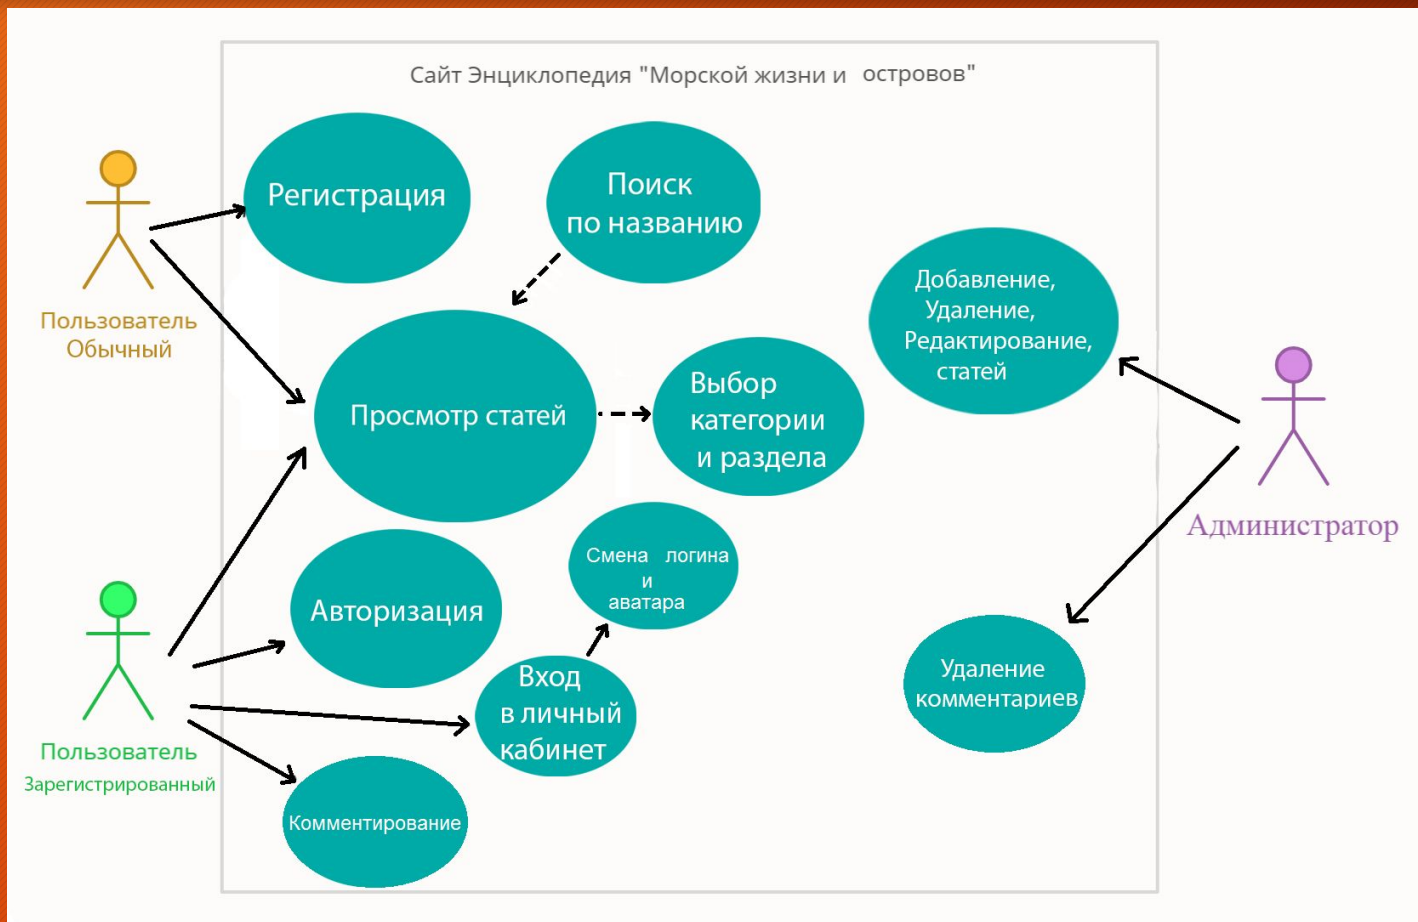 Сайт Энциклопедия "Морской жизни и островов"
Регистрация
Поиск
по названию
Добавление,
Удаление,
Редактирование,
статей
Пользователь
Обычный
Просмотр статей
Выбор
категории
и раздела
Администратор
Смена логина
и
аватара
Авторизация
Вход
в личный
кабинет
Удаление
комментариев
Пользователь
Зарегистрированный
Комментирование